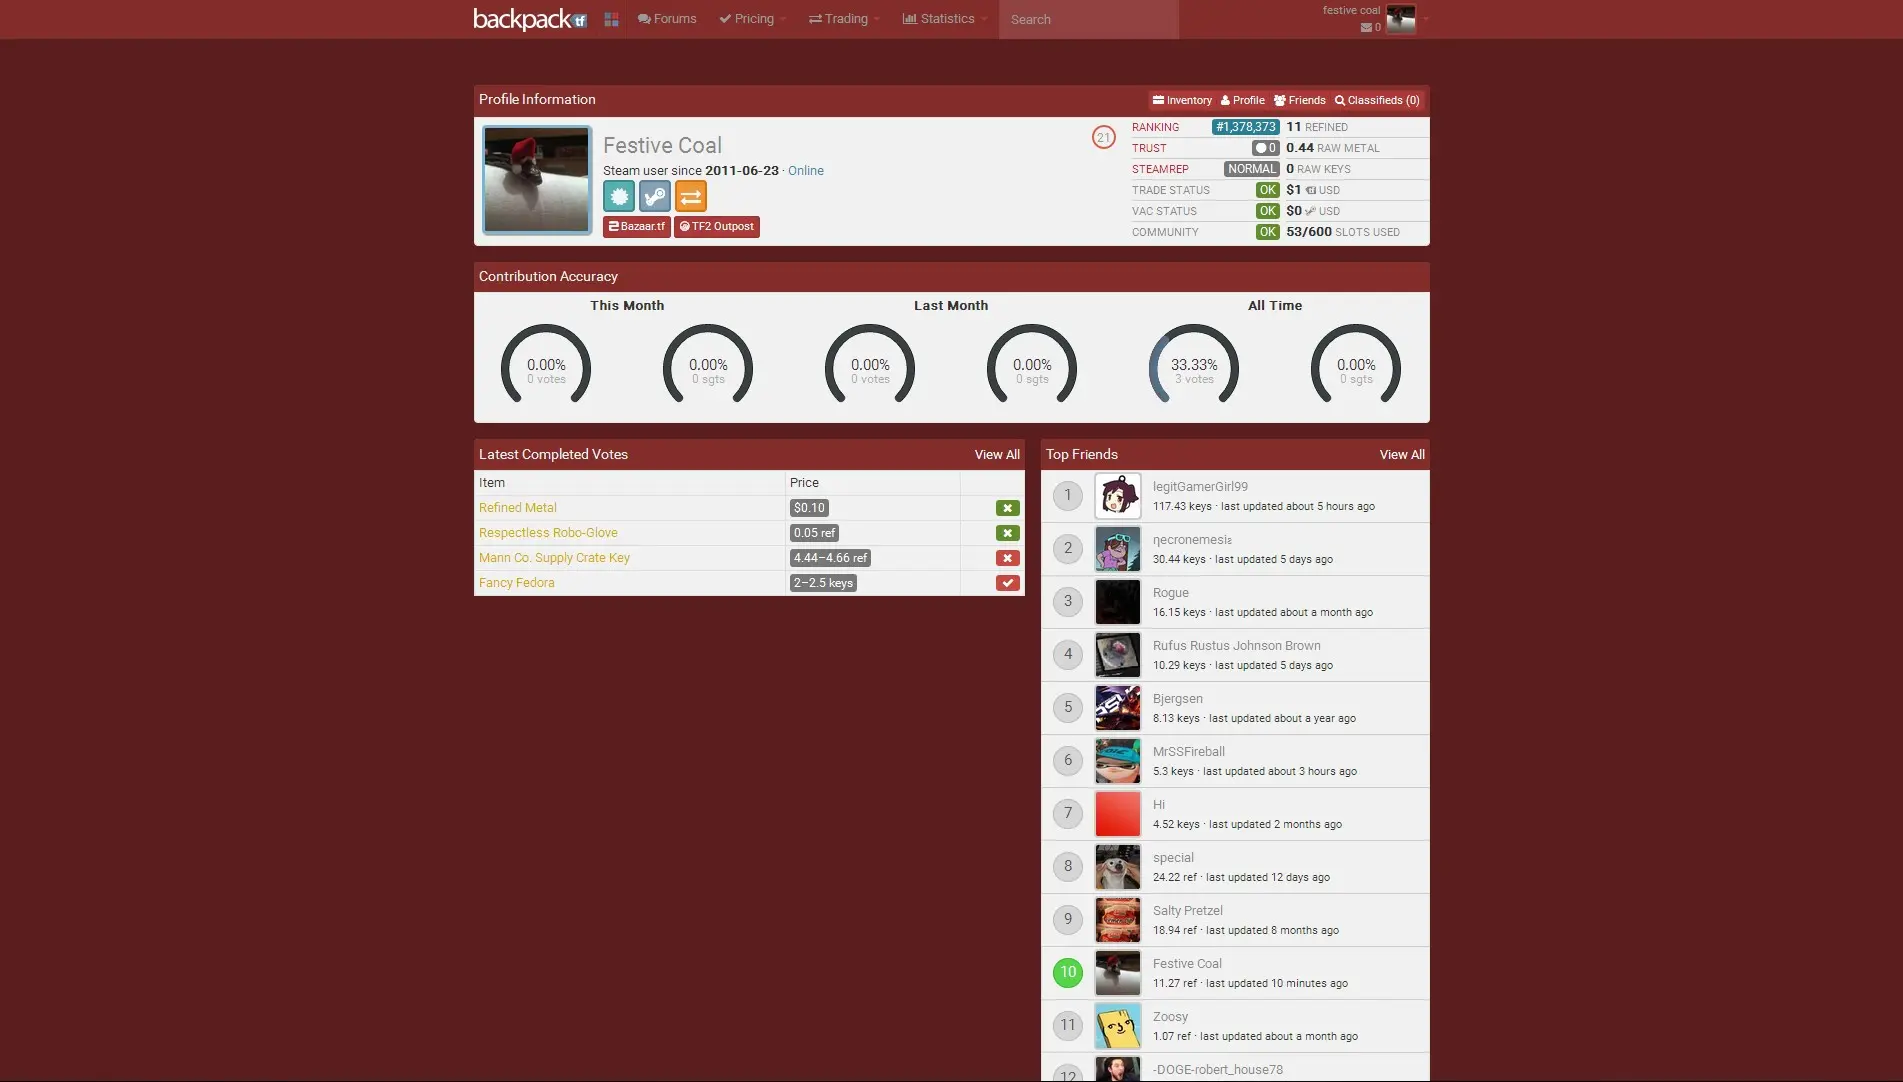 backpack tf Forums Pricing Trading Statistics Search festive coal
0
Profile Information Inventory Profile Friends Classifieds (0)
Festive Coal
Steam user since 2011-06-23 · Online
Bazaar.tf TF2 Outpost
21
RANKING #1,378,373 11 REFINED
TRUST 0 0.44 RAW METAL
STEAMREP NORMAL 0 RAW KEYS
TRADE STATUS OK $1 USD
VAC STATUS OK $0 USD
COMMUNITY OK 53/600 SLOTS USED
Contribution Accuracy
This Month Last Month All Time
0.00% 0.00% 0.00% 0.00% 33.33% 0.00%
0 votes 0 sgts 0 votes 0 sgts 3 votes 0 sgts
Latest Completed Votes View All
Item Price
Refined Metal $0.10
Respectless Robo-Glove 0.05 ref
Mann Co. Supply Crate Key 4.44–4.66 ref
Fancy Fedora 2–2.5 keys
Top Friends View All
1 legitGamerGirl99
117.43 keys · last updated about 5 hours ago
2 ηecronemesiƨ
30.44 keys · last updated 5 days ago
3 Rogue
16.15 keys · last updated about a month ago
4 Rufus Rustus Johnson Brown
10.29 keys · last updated 5 days ago
5 Bjergsen
8.13 keys · last updated about a year ago
6 MrSSFireball
5.3 keys · last updated about 3 hours ago
7 Hi
4.52 keys · last updated 2 months ago
8 special
24.22 ref · last updated 12 days ago
9 Salty Pretzel
18.94 ref · last updated 8 months ago
10 Festive Coal
11.27 ref · last updated 10 minutes ago
11 Zoosy
1.07 ref · last updated about a month ago
12 -DOGE-robert_house78